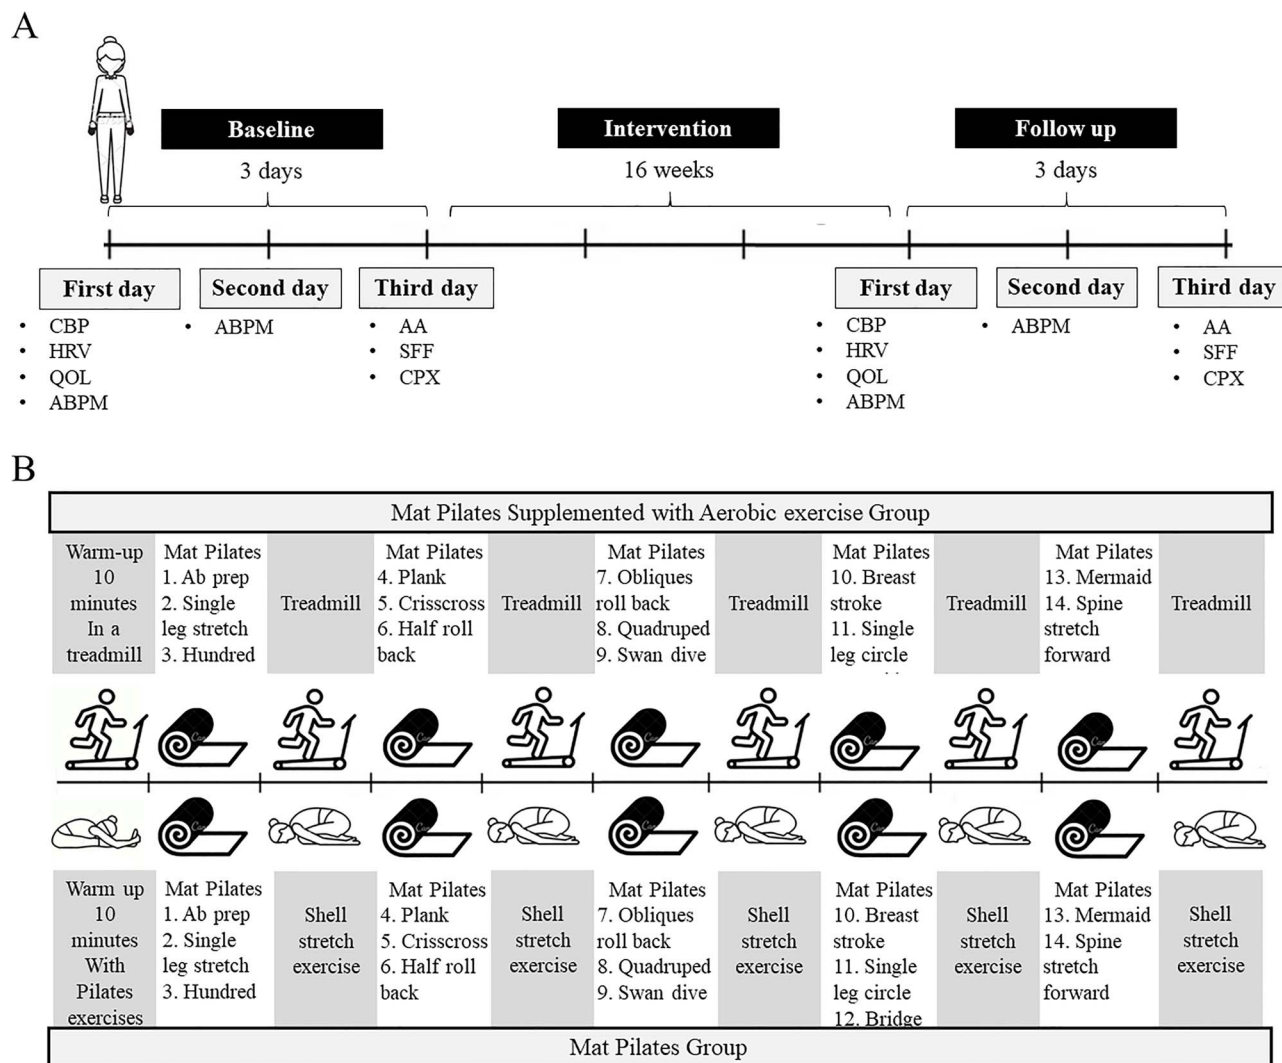 A
Baseline
3 days
Intervention
16 weeks
Follow up
3 days
First day
• CBP
• HRV
• QOL
• ABPM
Second day
• ABPM
Third day
• AA
• SFF
• CPX
First day
• CBP
• HRV
• QOL
• ABPM
Second day
• ABPM
Third day
• AA
• SFF
• CPX
B
Mat Pilates Supplemented with Aerobic exercise Group
Warm-up
10
minutes
In a
treadmill
Mat Pilates
1. Ab prep
2. Single
leg stretch
3. Hundred
Treadmill
Mat Pilates
4. Plank
5. Crisscross
6. Half roll
back
Treadmill
Mat Pilates
7. Obliques
roll back
8. Quadruped
9. Swan dive
Treadmill
Mat Pilates
10. Breast
stroke
11. Single
leg circle
Treadmill
Mat Pilates
13. Mermaid
14. Spine
stretch
forward
Treadmill
Warm up
10
minutes
With
Pilates
exercises
Mat Pilates
1. Ab prep
2. Single
leg stretch
3. Hundred
Shell
stretch
exercise
Mat Pilates
4. Plank
5. Crisscross
6. Half roll
back
Shell
stretch
exercise
Mat Pilates
7. Obliques
roll back
8. Quadruped
9. Swan dive
Shell
stretch
exercise
Mat Pilates
10. Breast
stroke
11. Single
leg circle
12. Bridge
Shell
stretch
exercise
Mat Pilates
13. Mermaid
14. Spine
stretch
forward
Shell
stretch
exercise
Mat Pilates Group